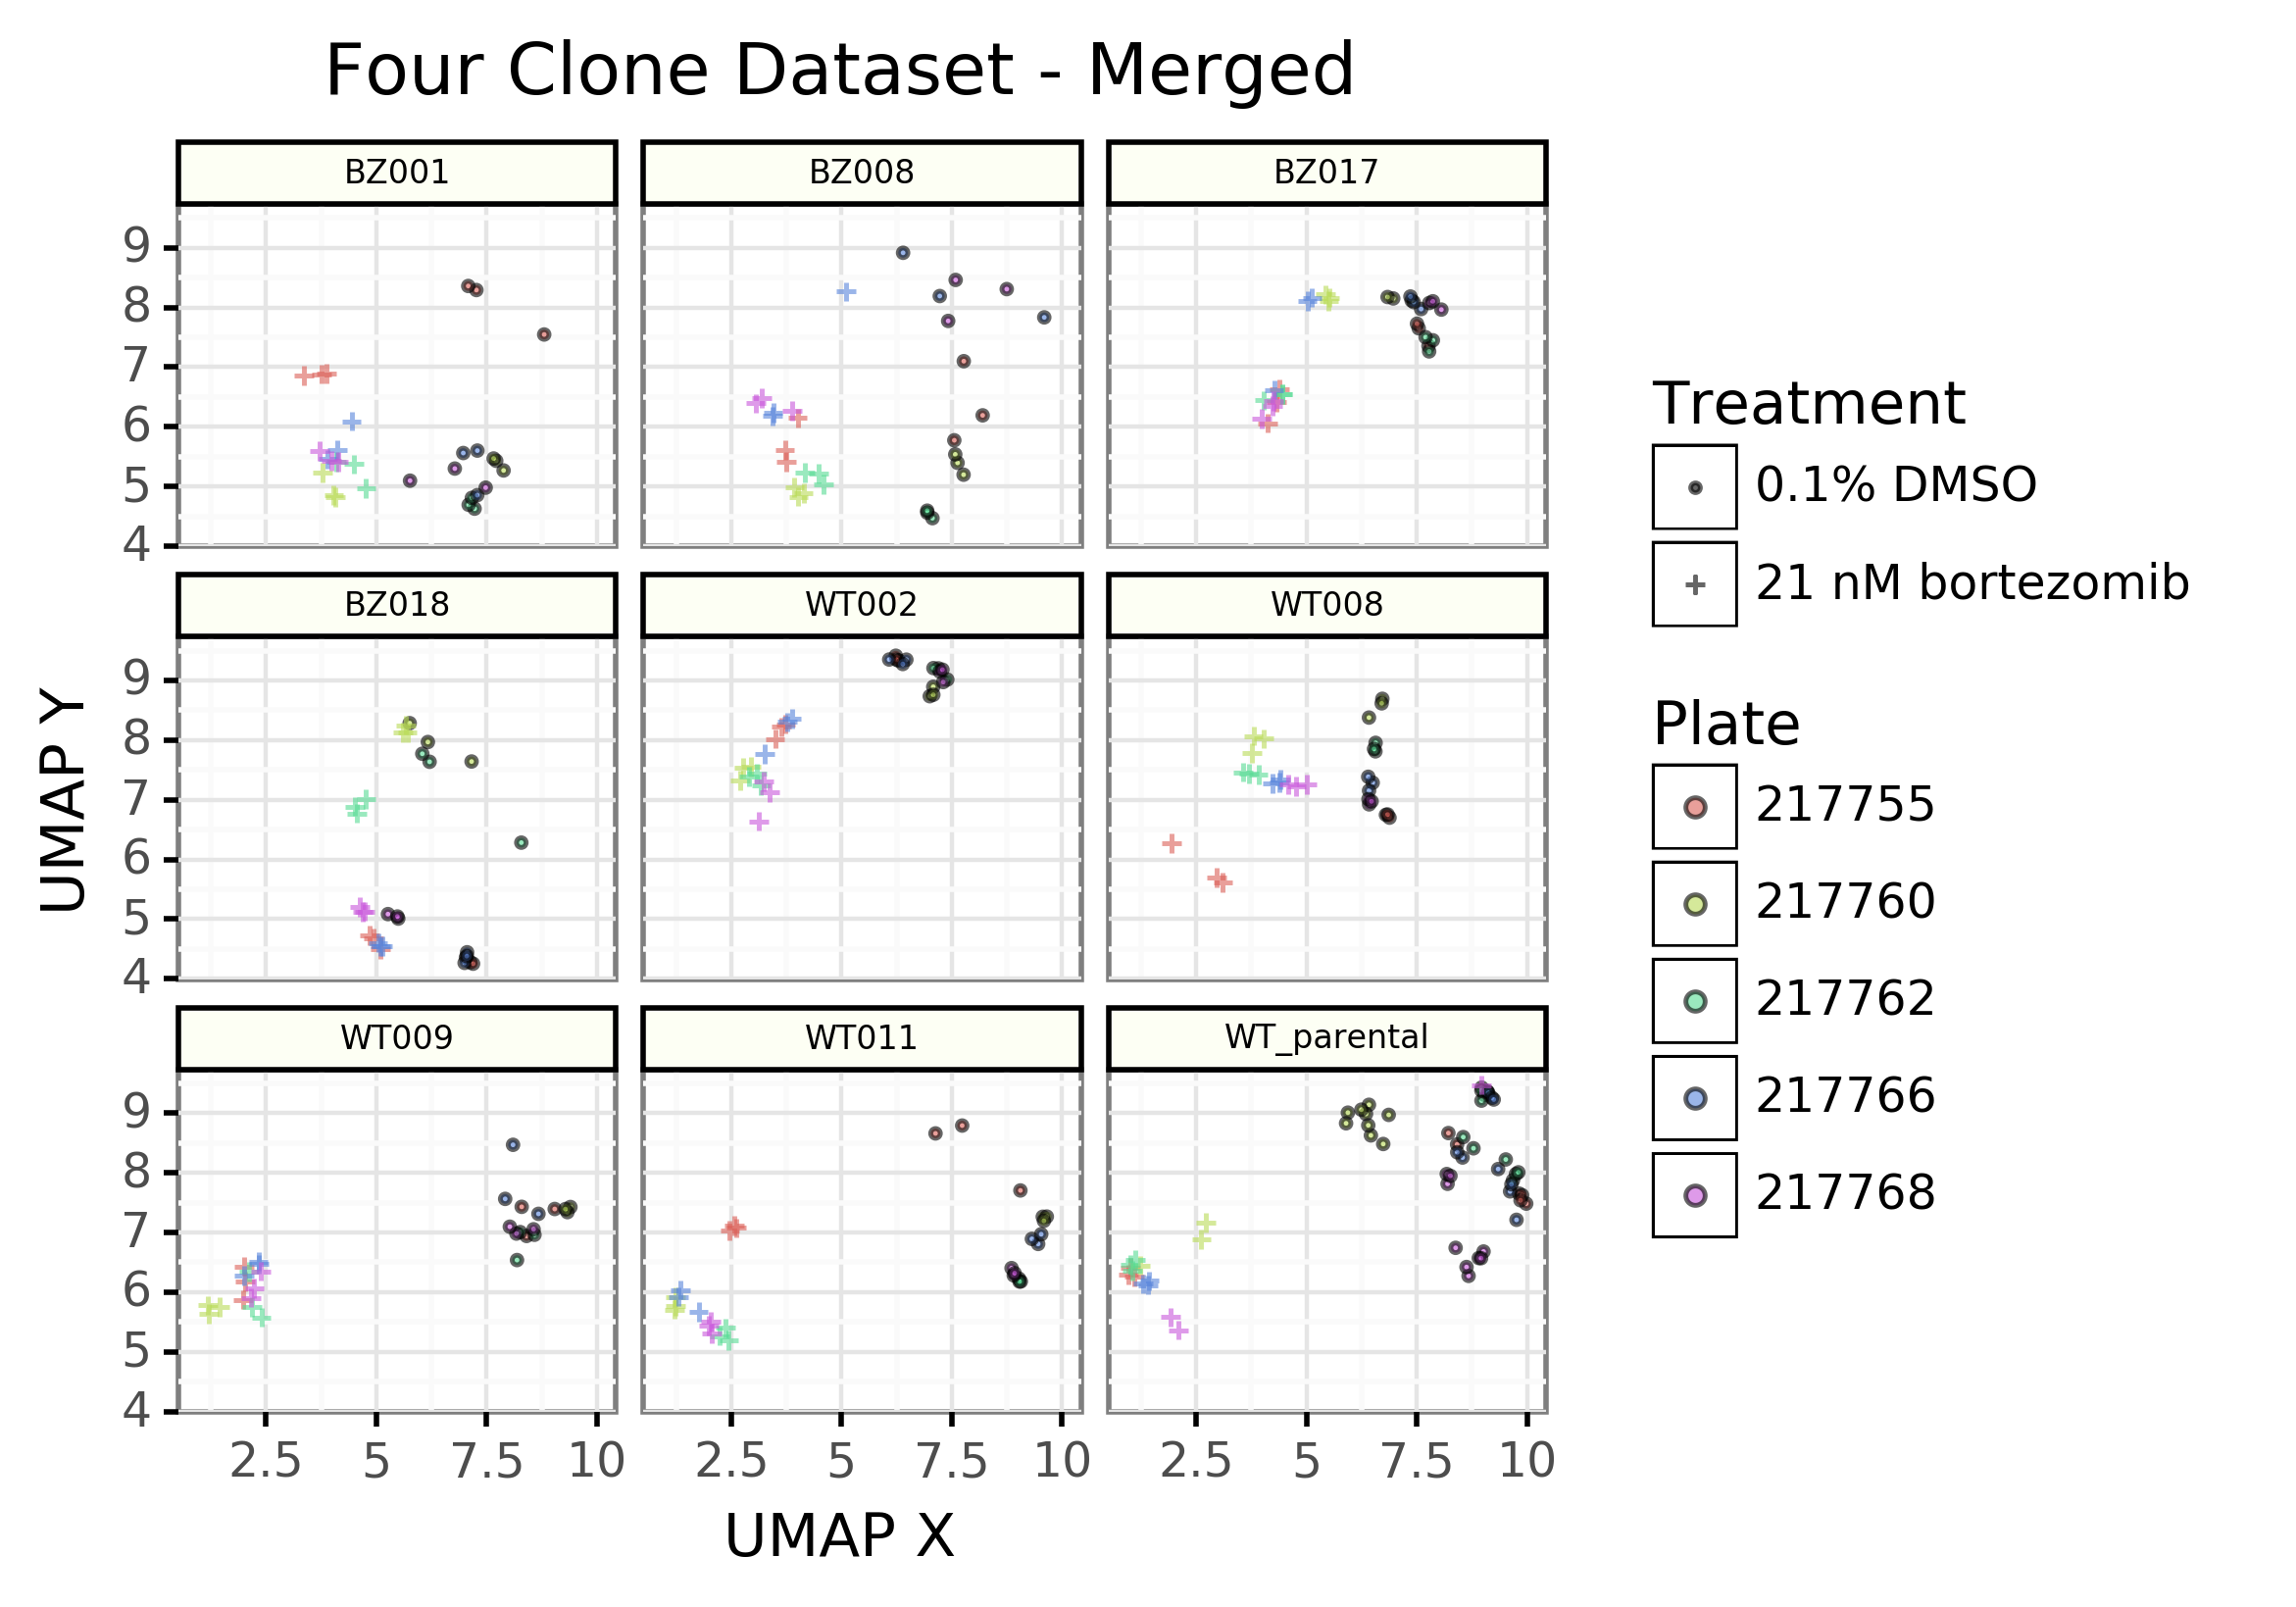 Four Clone Dataset - Merged
BZ001
BZ008
BZ017
9
8
7
6
5
4
BZ018
WT002
WT008
9
8
7
6
5
4
WT009
WT011
WT_parental
9
8
7
6
5
4
2.5 5 7.5 10
2.5 5 7.5 10
2.5 5 7.5 10
UMAP X
UMAP Y
Treatment
0.1% DMSO
21 nM bortezomib
Plate
217755
217760
217762
217766
217768